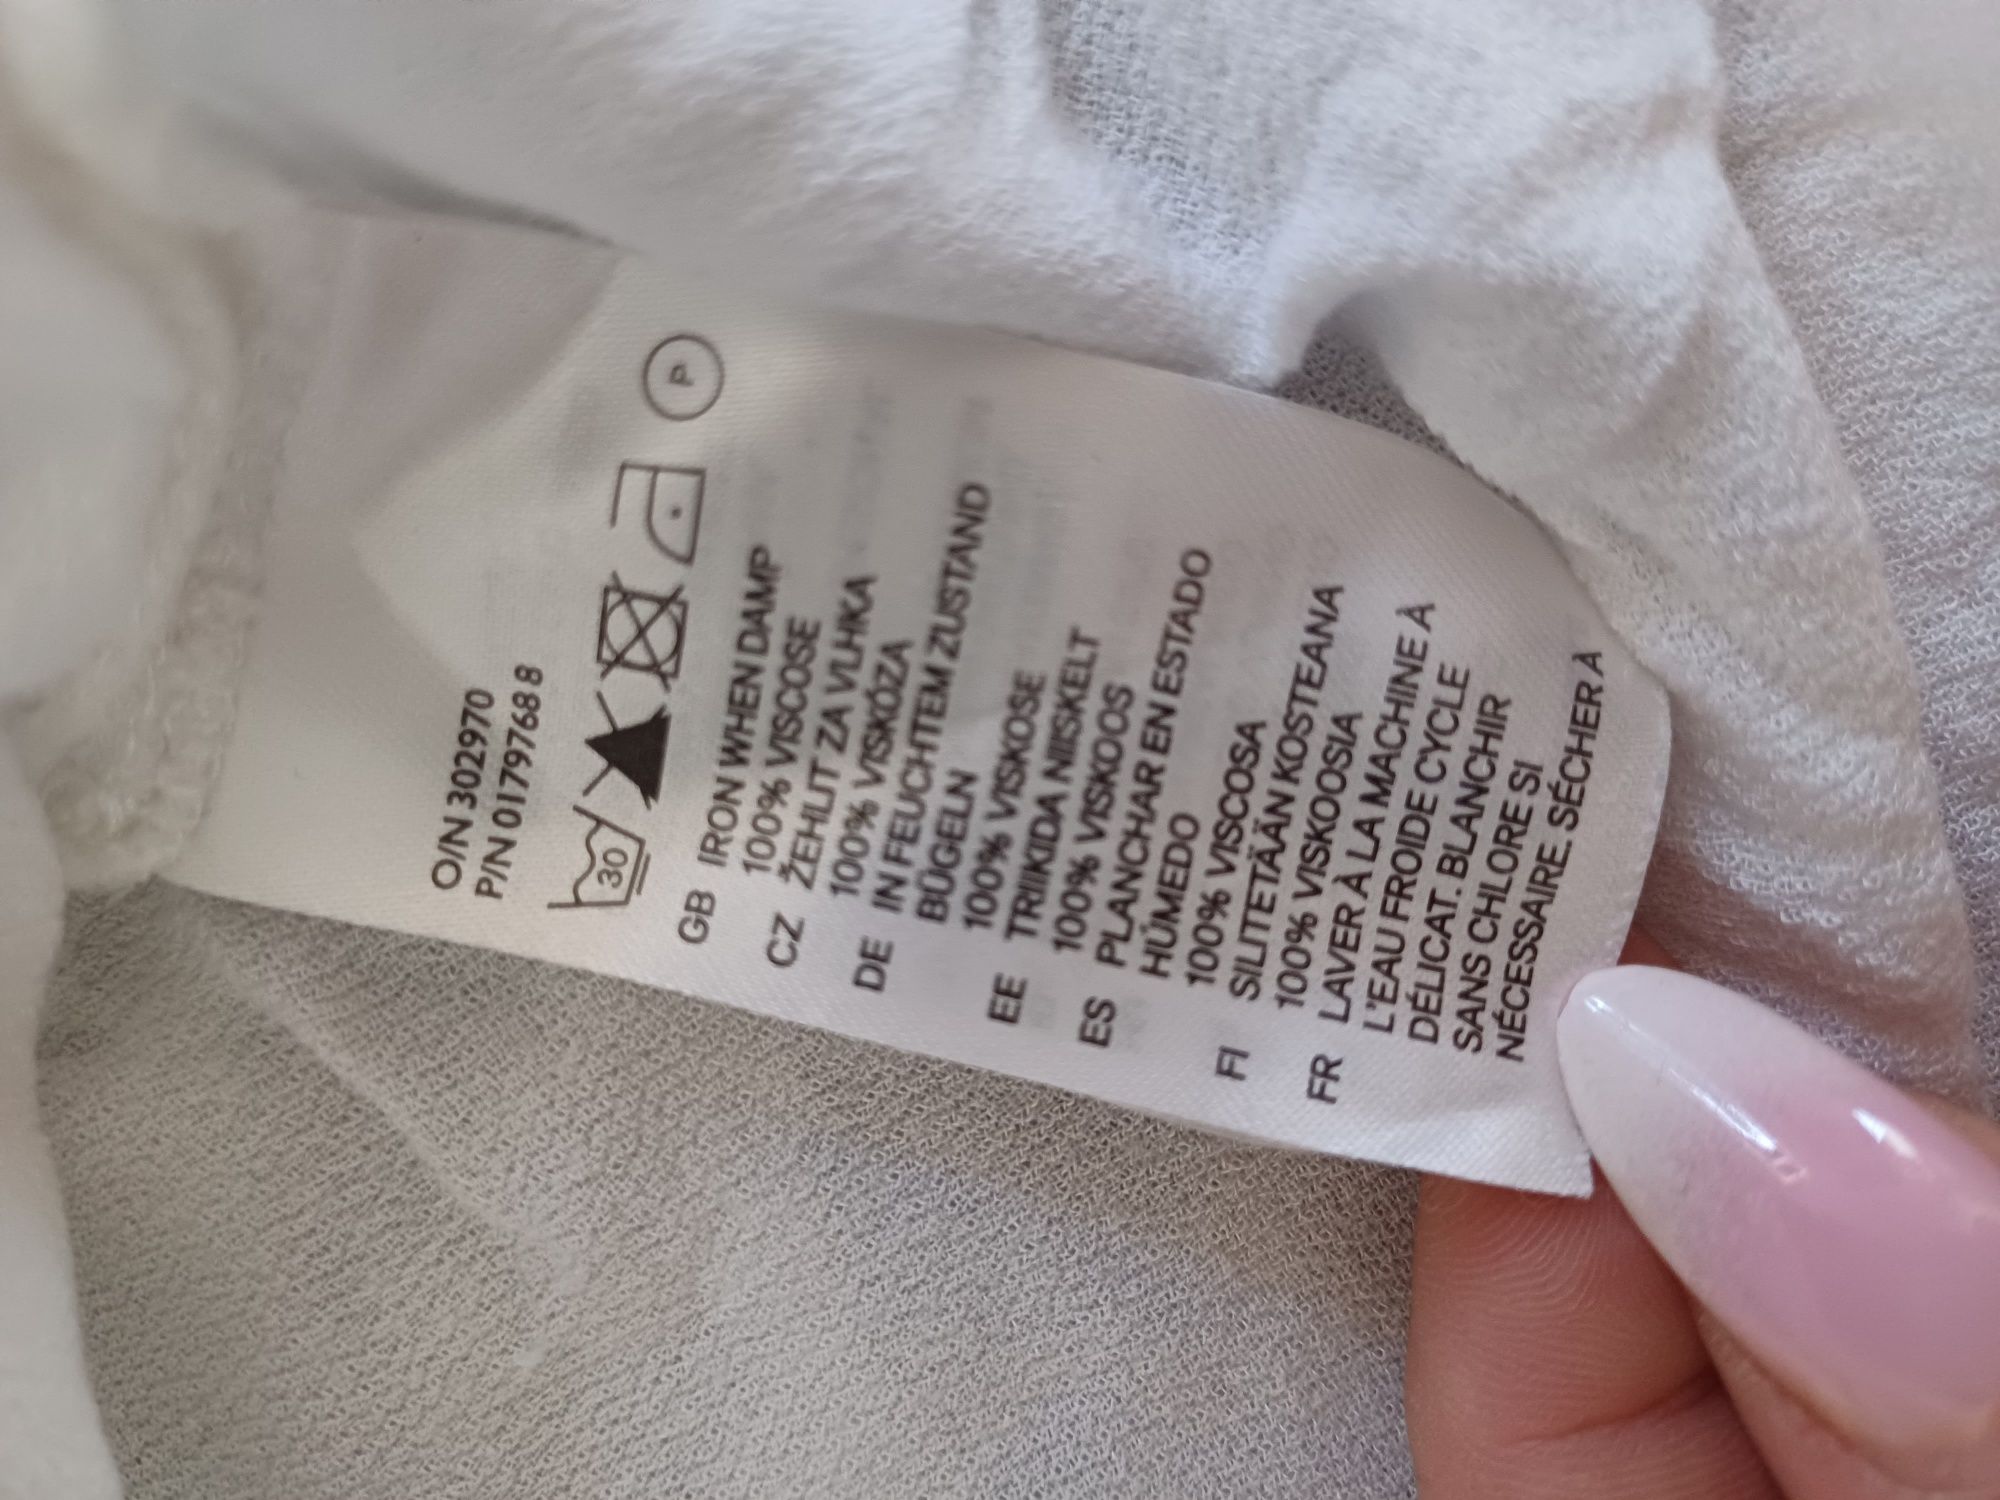 O/N 302970
P/N 01797688
30
P
GB IRON WHEN DAMP
100% VISCOSE
CZ ŽEHLIT ZA VLHKA
100% VISKÓZA
DE IN FEUCHTEM ZUSTAND
BÜGELN
100% VISKOSE
EE TRIIKIDA NIISKELT
100% VISKOOS
ES PLANCHAR EN ESTADO
HÚMEDO
100% VISCOSA
FI SILITETÄÄN KOSTEANA
100% VISKOOSIA
FR LAVER À LA MACHINE À
L'EAU FROIDE CYCLE
DÉLICAT. BLANCHIR
SANS CHLORE SI
NÉCESSAIRE. SÉCHER À